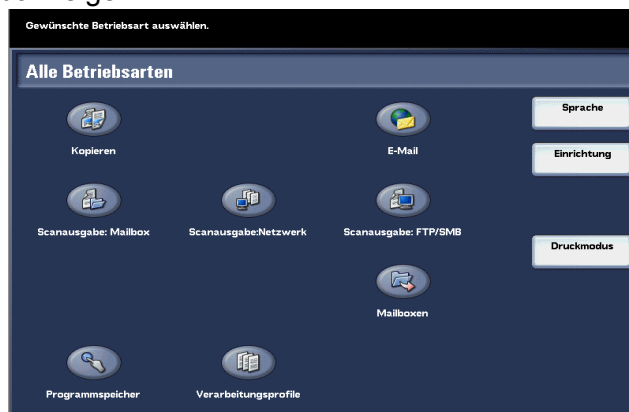 Gewünschte Betriebsart auswählen.
Alle Betriebsarten
Sprache
Kopieren
E-Mail
Einrichtung
Scanausgabe: Mailbox
Scanausgabe:Netzwerk
Scanausgabe: FTP/SMB
Druckmodus
Mailboxen
Programmspeicher
Verarbeitungsprofile